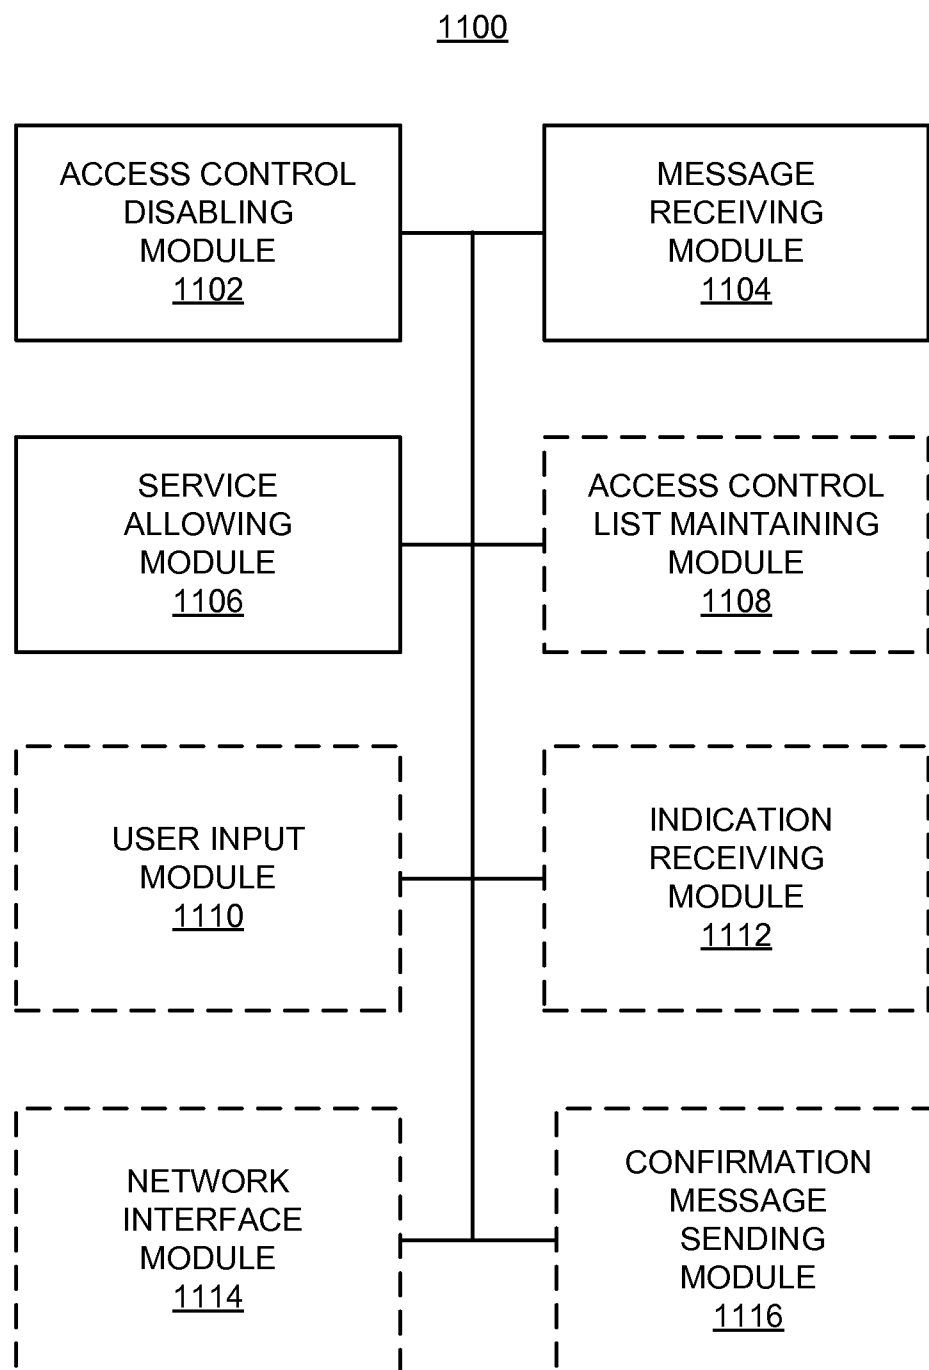 1100
ACCESS CONTROL
DISABLING
MODULE
1102
MESSAGE
RECEIVING
MODULE
1104
SERVICE
ALLOWING
MODULE
1106
ACCESS CONTROL
LIST MAINTAINING
MODULE
1108
USER INPUT
MODULE
1110
INDICATION
RECEIVING
MODULE
1112
NETWORK
INTERFACE
MODULE
1114
CONFIRMATION
MESSAGE
SENDING
MODULE
1116